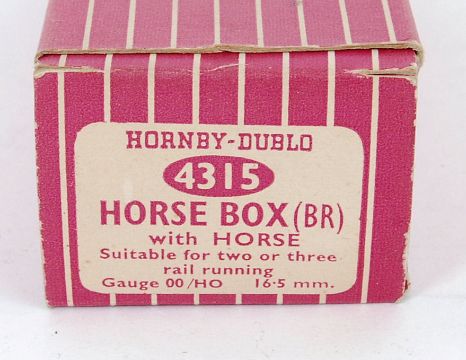 HORNBY-DUBLO
4315
HORSE BOX (BR)
with HORSE
Suitable for two or three
rail running
Gauge 00/HO 16·5 mm.